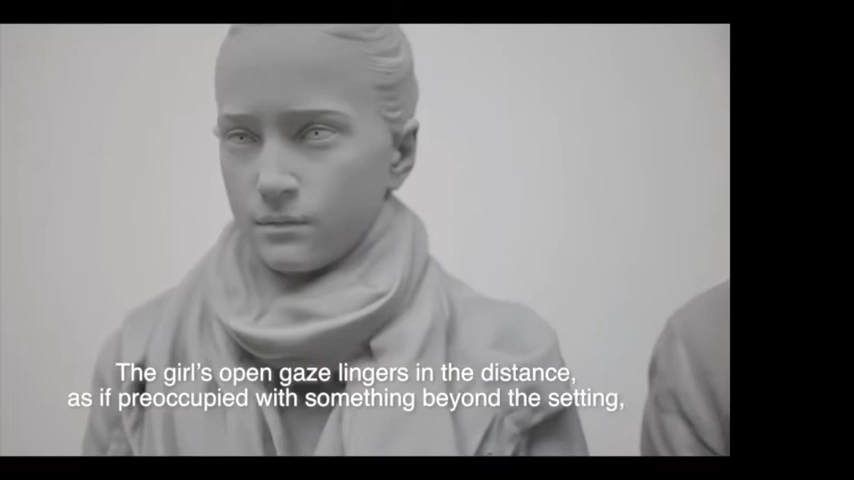 The girl's open gaze lingers in the distance,
as if preoccupied with something beyond the setting,